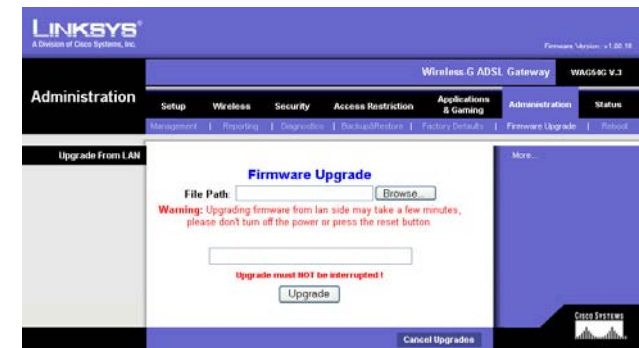 LINKSYS®
A Division of Cisco Systems, Inc.
Firmware Version: v1.00.18
Wireless-G ADSL Gateway WAG54G V.3
Administration
Setup Wireless Security Access Restriction Applications & Gaming Administration Status
Management | Reporting | Diagnostics | Backup&Restore | Factory Defaults | Firmware Upgrade | Reboot
Upgrade From LAN
More...
Firmware Upgrade
File Path: Browse...
Warning: Upgrading firmware from lan side may take a few minutes,
please don't turn off the power or press the reset button.
Upgrade must NOT be interrupted !
Upgrade
CISCO SYSTEMS
Cancel Upgrades